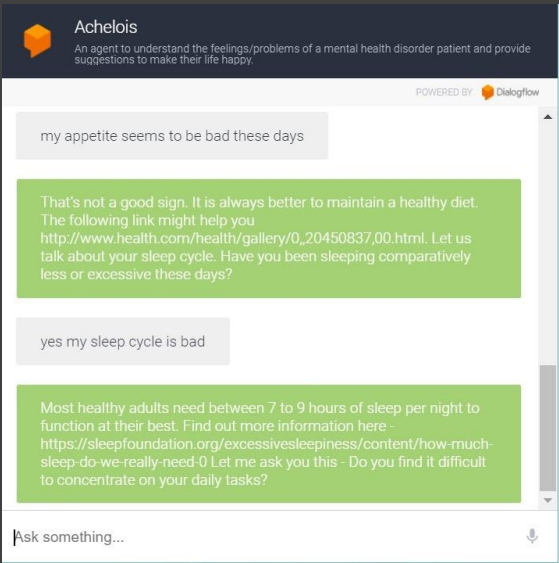 Achelois
An agent to understand the feelings/problems of a mental health disorder patient and provide
suggestions to make their life happy.
POWERED BY Dialogflow
my appetite seems to be bad these days
That's not a good sign. It is always better to maintain a healthy diet.
The following link might help you
http://www.health.com/health/gallery/0,,20450837,00.html. Let us
talk about your sleep cycle. Have you been sleeping comparatively
less or excessive these days?
yes my sleep cycle is bad
Most healthy adults need between 7 to 9 hours of sleep per night to
function at their best. Find out more information here -
https://sleepfoundation.org/excessivesleepiness/content/how-much-
sleep-do-we-really-need-0 Let me ask you this - Do you find it difficult
to concentrate on your daily tasks?
Ask something...